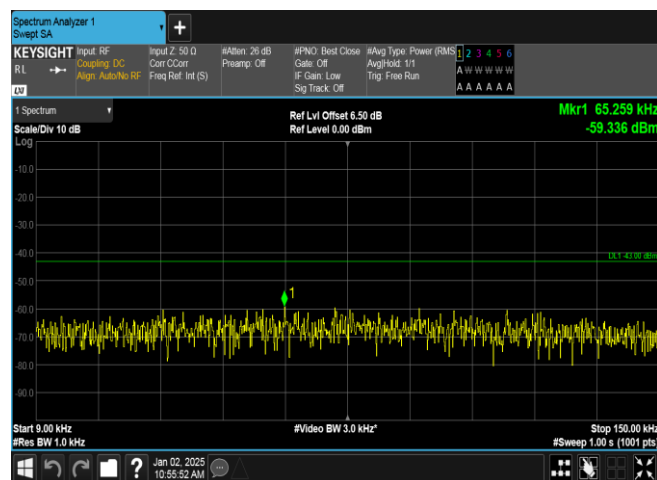 Spectrum Analyzer 1
Swept SA
+
KEYSIGHT
R L
LXI
Input: RF
Coupling: DC
Align: Auto/No RF
Input Z: 50 Ω
Corr CCorr
Freq Ref: Int (S)
#Atten: 26 dB
Preamp: Off
#PNO: Best Close
Gate: Off
IF Gain: Low
Sig Track: Off
#Avg Type: Power (RMS
Avg|Hold: 1/1
Trig: Free Run
1 2 3 4 5 6
A W W W W W
A A A A A A
1 Spectrum
Scale/Div 10 dB
Log
Ref Lvl Offset 6.50 dB
Ref Level 0.00 dBm
Mkr1 65.259 kHz
-59.336 dBm
-10.0
-20.0
-30.0
-40.0
DL1 -43.00 dBm
-50.0
1
-60.0
-70.0
-80.0
-90.0
Start 9.00 kHz
#Res BW 1.0 kHz
#Video BW 3.0 kHz*
Stop 150.00 kHz
#Sweep 1.00 s (1001 pts)
?
Jan 02, 2025
10:55:52 AM